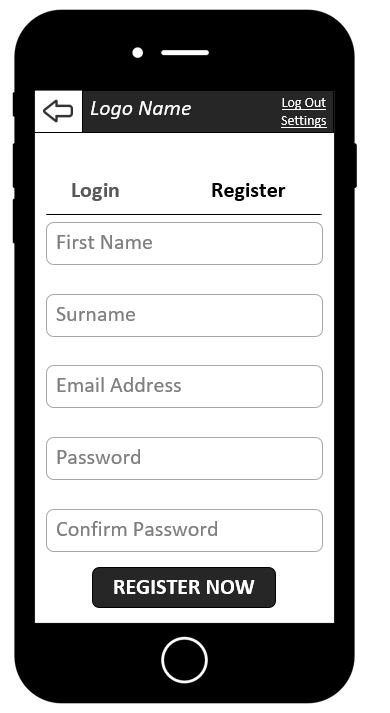 Logo Name
Log Out
Settings
Login Register
First Name
Surname
Email Address
Password
Confirm Password
REGISTER NOW